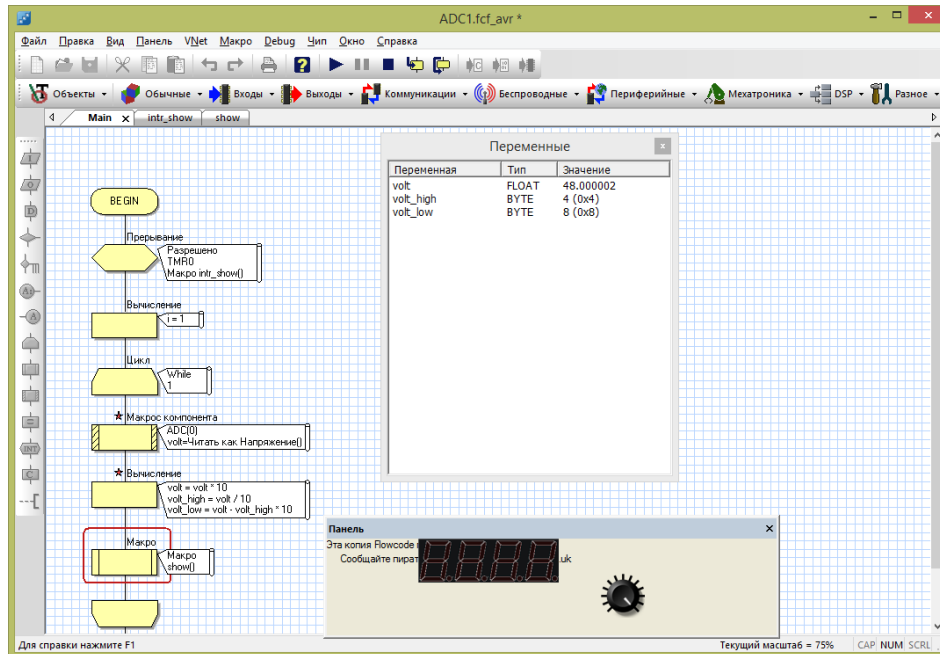 ADC1.fcf_avr *
Файл Правка Вид Панель VNet Макро Debug Чип Окно Справка
Объекты Обычные Входы Выходы Коммуникации Беспроводные Периферийные Мехатроника DSP Разное
Main x intr_show show
BEGIN
Прерывание
Разрешено
TMR0
Макро intr_show()
Вычисление
i = 1
Цикл
While
1
Макрос компонента
ADC(0)
volt=Читать как Напряжение()
Вычисление
volt = volt * 10
volt_high = volt / 10
volt_low = volt - volt_high * 10
Макро
Макро
show()
Переменные
Переменная Тип Значение
volt FLOAT 48.000002
volt_high BYTE 4 (0x4)
volt_low BYTE 8 (0x8)
Панель
Эта копия Flowcode
Сообщайте пират .uk
Для справки нажмите F1 Текущий масштаб = 75% CAP NUM SCRL